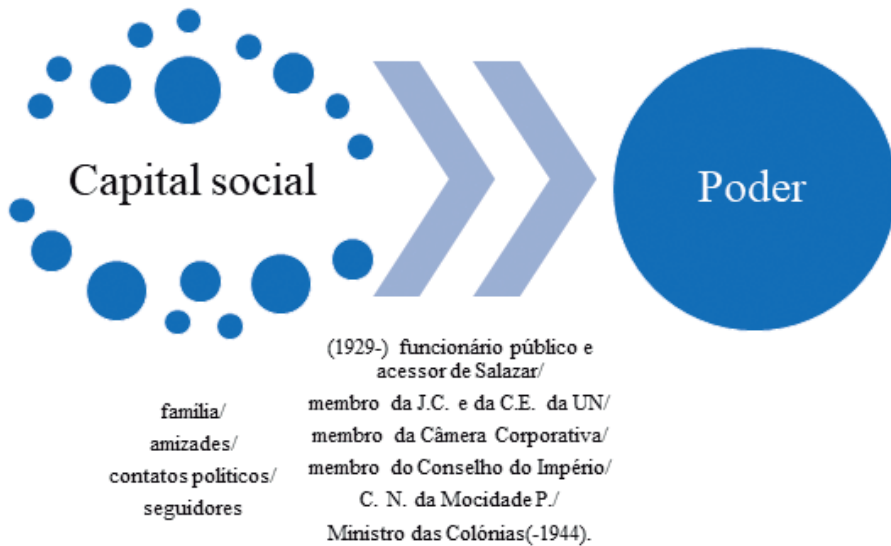 Capital social
Poder
família/
amizades/
contatos políticos/
seguidores
(1929-) funcionário público e
acessor de Salazar/
membro da J.C. e da C.E. da UN/
membro da Câmera Corporativa/
membro do Conselho do Império/
C. N. da Mocidade P./
Ministro das Colónias(-1944).